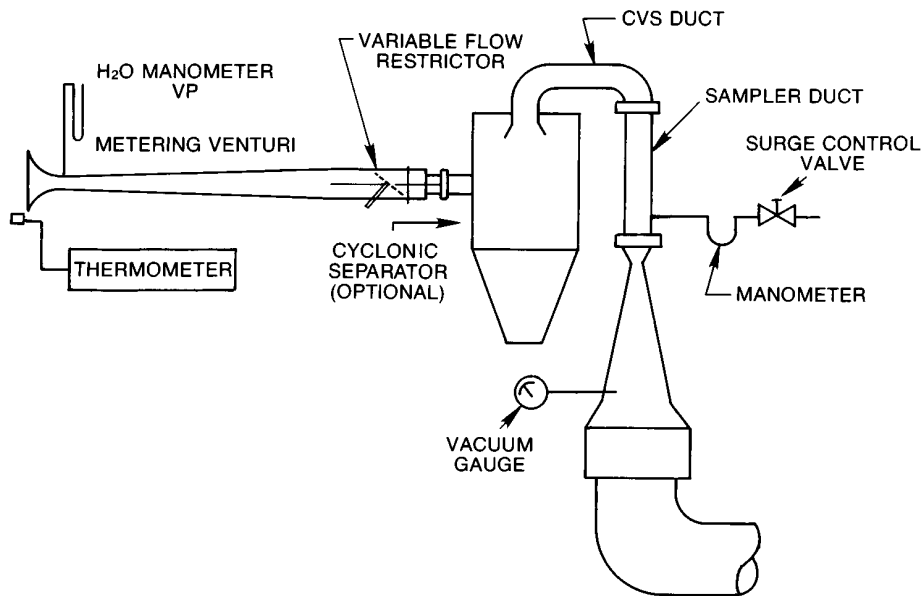 CVS DUCT
VARIABLE FLOW
RESTRICTOR
H₂O MANOMETER
VP
SAMPLER DUCT
METERING VENTURI
SURGE CONTROL
VALVE
CYCLONIC
SEPARATOR
(OPTIONAL)
THERMOMETER
MANOMETER
VACUUM
GAUGE